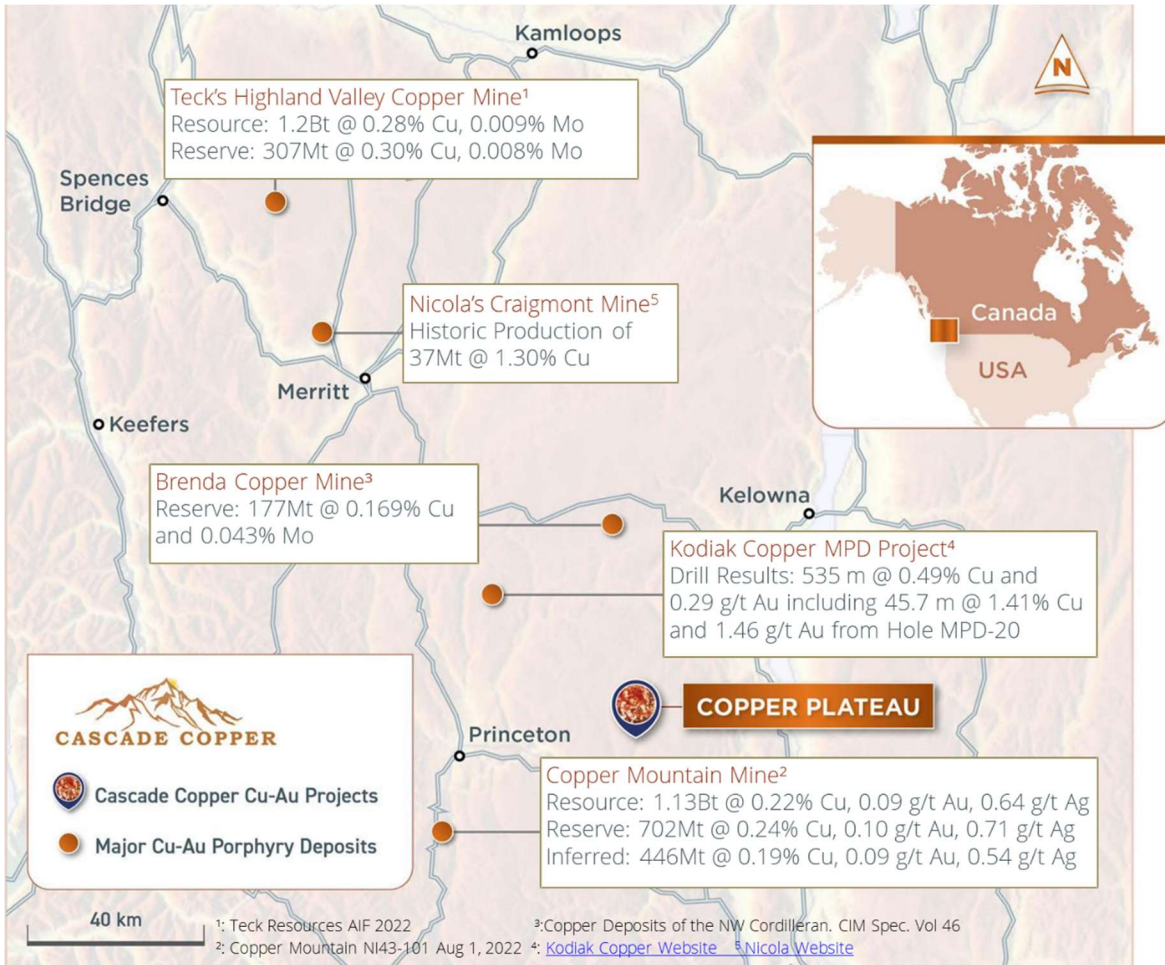 Kamloops
N
Teck's Highland Valley Copper Mine¹
Resource: 1.2Bt @ 0.28% Cu, 0.009% Mo
Reserve: 307Mt @ 0.30% Cu, 0.008% Mo
Spences
Bridge
Canada
USA
Nicola's Craigmont Mine⁵
Historic Production of
37Mt @ 1.30% Cu
Merritt
Keefers
Brenda Copper Mine³
Reserve: 177Mt @ 0.169% Cu
and 0.043% Mo
Kelowna
Kodiak Copper MPD Project⁴
Drill Results: 535 m @ 0.49% Cu and
0.29 g/t Au including 45.7 m @ 1.41% Cu
and 1.46 g/t Au from Hole MPD-20
COPPER PLATEAU
CASCADE COPPER
Cascade Copper Cu-Au Projects
Major Cu-Au Porphyry Deposits
Princeton
Copper Mountain Mine²
Resource: 1.13Bt @ 0.22% Cu, 0.09 g/t Au, 0.64 g/t Ag
Reserve: 702Mt @ 0.24% Cu, 0.10 g/t Au, 0.71 g/t Ag
Inferred: 446Mt @ 0.19% Cu, 0.09 g/t Au, 0.54 g/t Ag
40 km
¹: Teck Resources AIF 2022
³:Copper Deposits of the NW Cordilleran. CIM Spec. Vol 46
²: Copper Mountain NI43-101 Aug 1, 2022
⁴: Kodiak Copper Website
⁵ Nicola Website